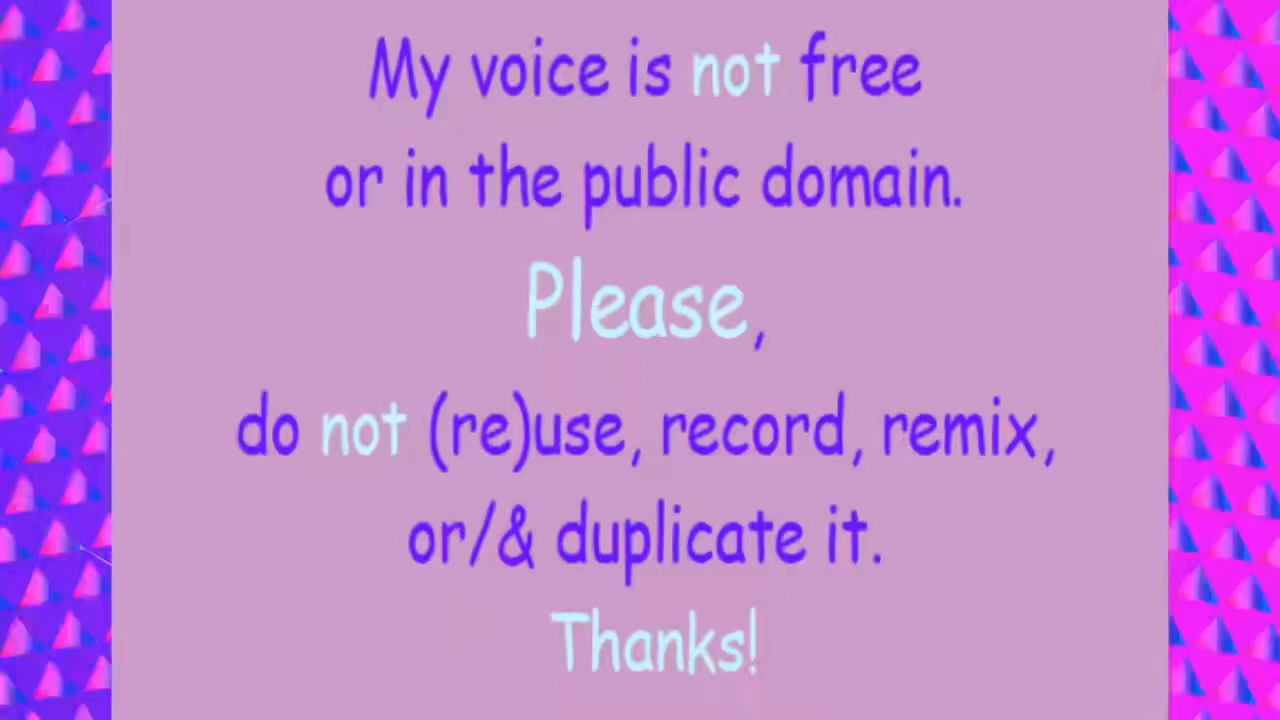 My voice is not free
or in the public domain.
Please,
do not (re)use, record, remix,
or/& duplicate it.
Thanks!